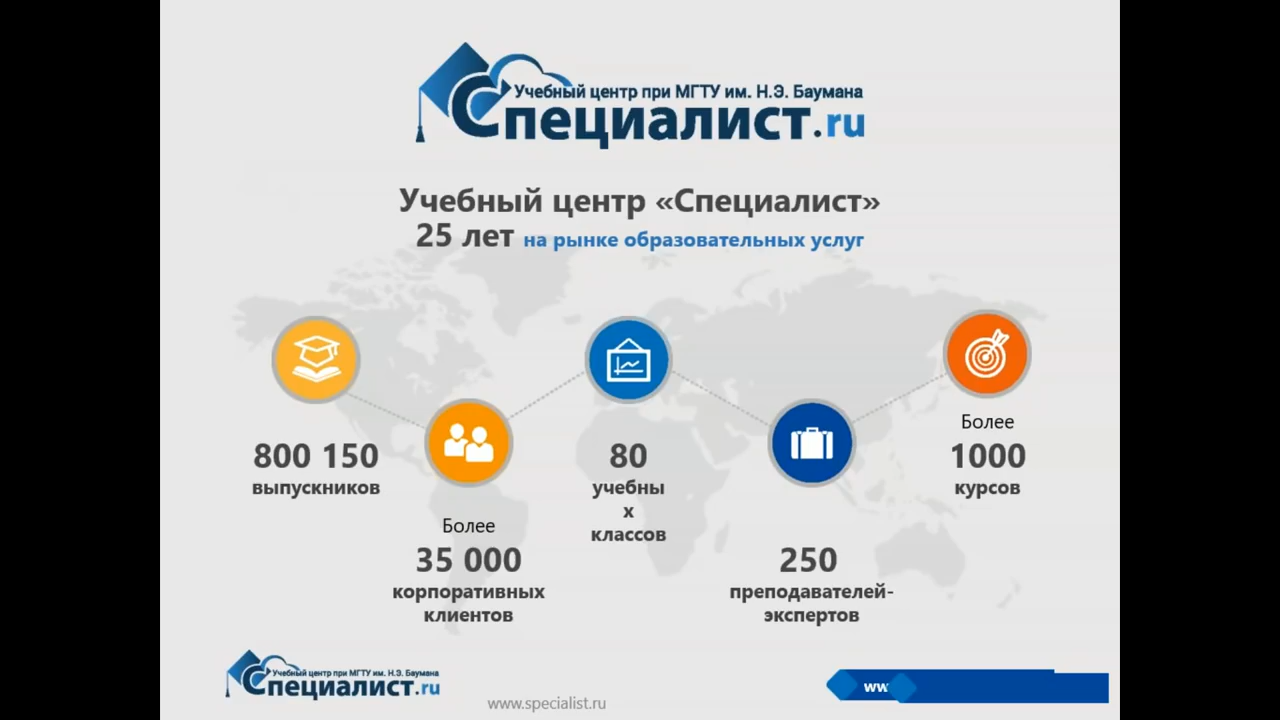 Учебный центр при МГТУ им. Н.Э. Баумана
Специалист.ru
Учебный центр «Специалист»
25 лет на рынке образовательных услуг
800 150
выпускников
Более
35 000
корпоративных
клиентов
80
учебны
х
классов
250
преподавателей-
экспертов
Более
1000
курсов
Учебный центр при МГТУ им. Н.Э. Баумана
Специалист.ru
www.specialist.ru
ww